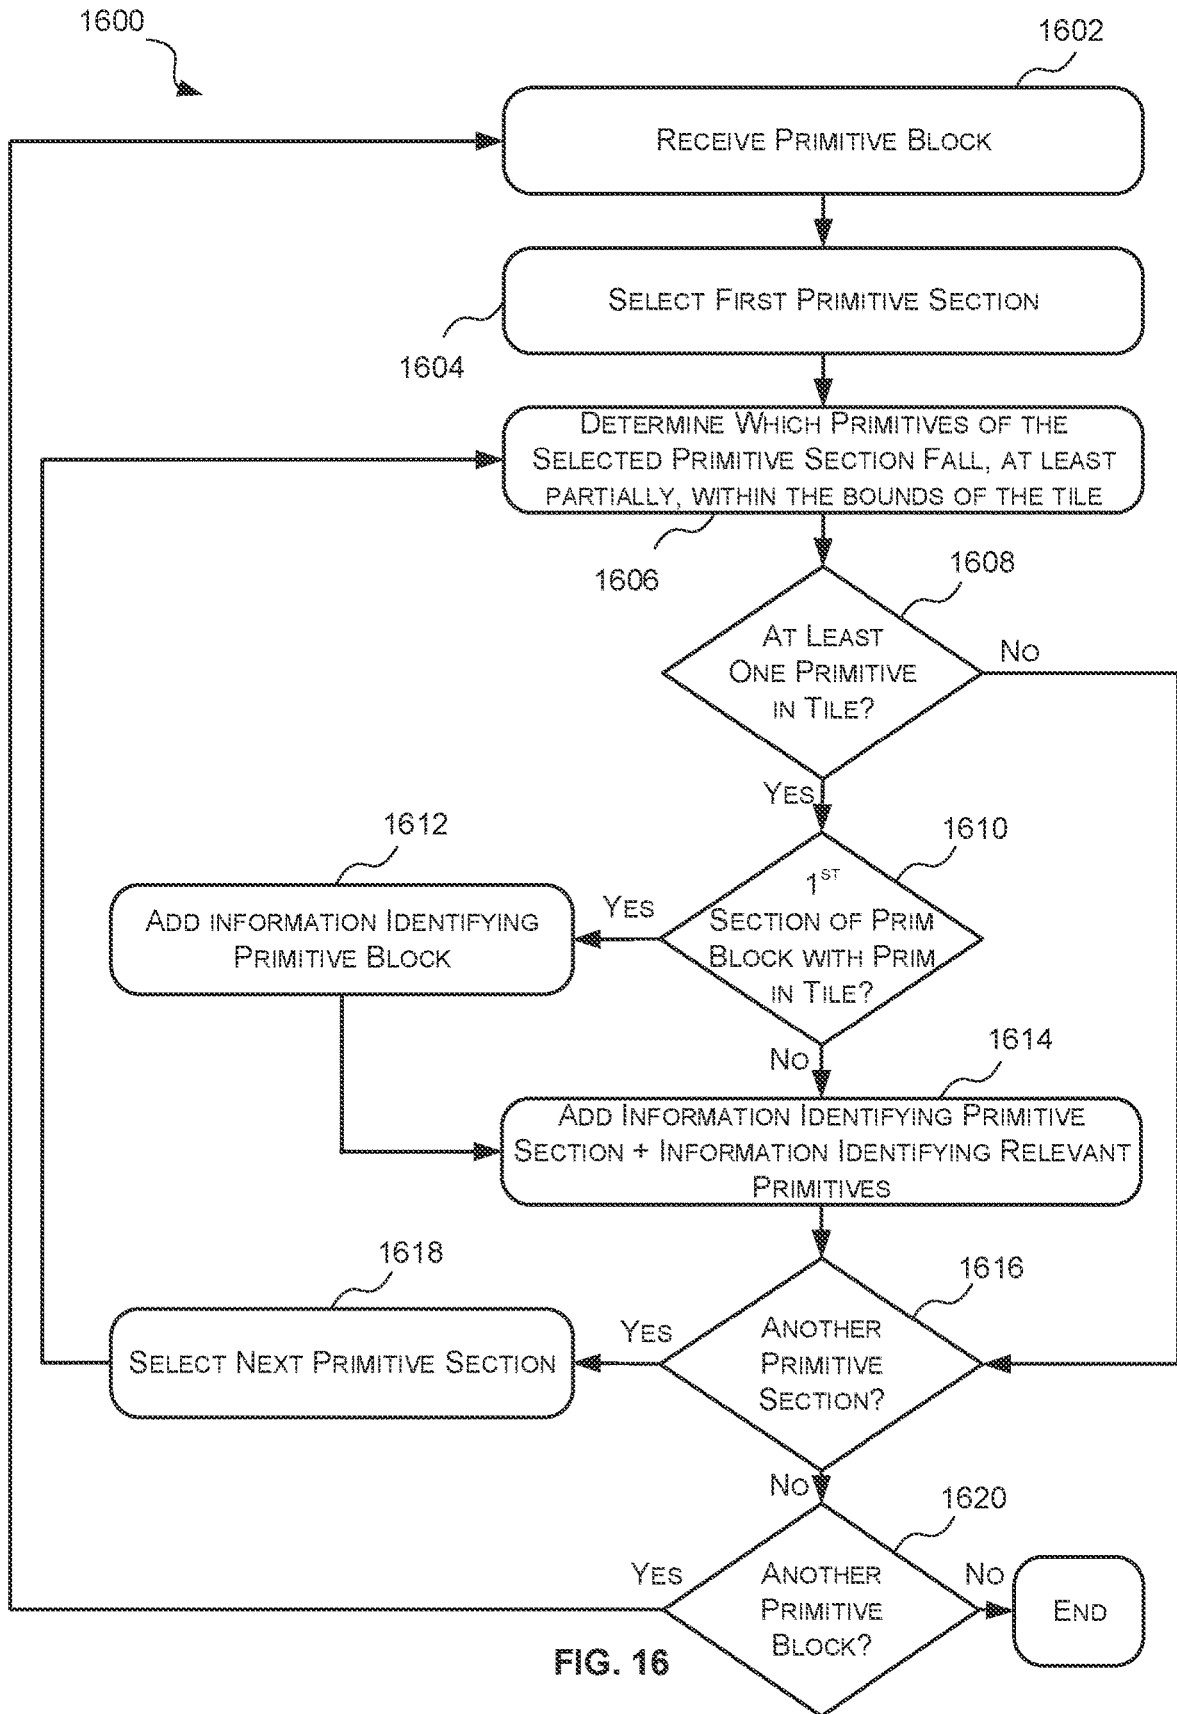 1600
1602
RECEIVE PRIMITIVE BLOCK
SELECT FIRST PRIMITIVE SECTION
1604
DETERMINE WHICH PRIMITIVES OF THE
SELECTED PRIMITIVE SECTION FALL, AT LEAST
PARTIALLY, WITHIN THE BOUNDS OF THE TILE
1606
1608
AT LEAST
ONE PRIMITIVE
IN TILE?
NO
YES
1610
1612
1ST
SECTION OF PRIM
BLOCK WITH PRIM
IN TILE?
YES
ADD INFORMATION IDENTIFYING
PRIMITIVE BLOCK
NO
1614
ADD INFORMATION IDENTIFYING PRIMITIVE
SECTION + INFORMATION IDENTIFYING RELEVANT
PRIMITIVES
1618
1616
YES
SELECT NEXT PRIMITIVE SECTION
ANOTHER
PRIMITIVE
SECTION?
NO
1620
YES
ANOTHER
PRIMITIVE
BLOCK?
NO
END
FIG. 16